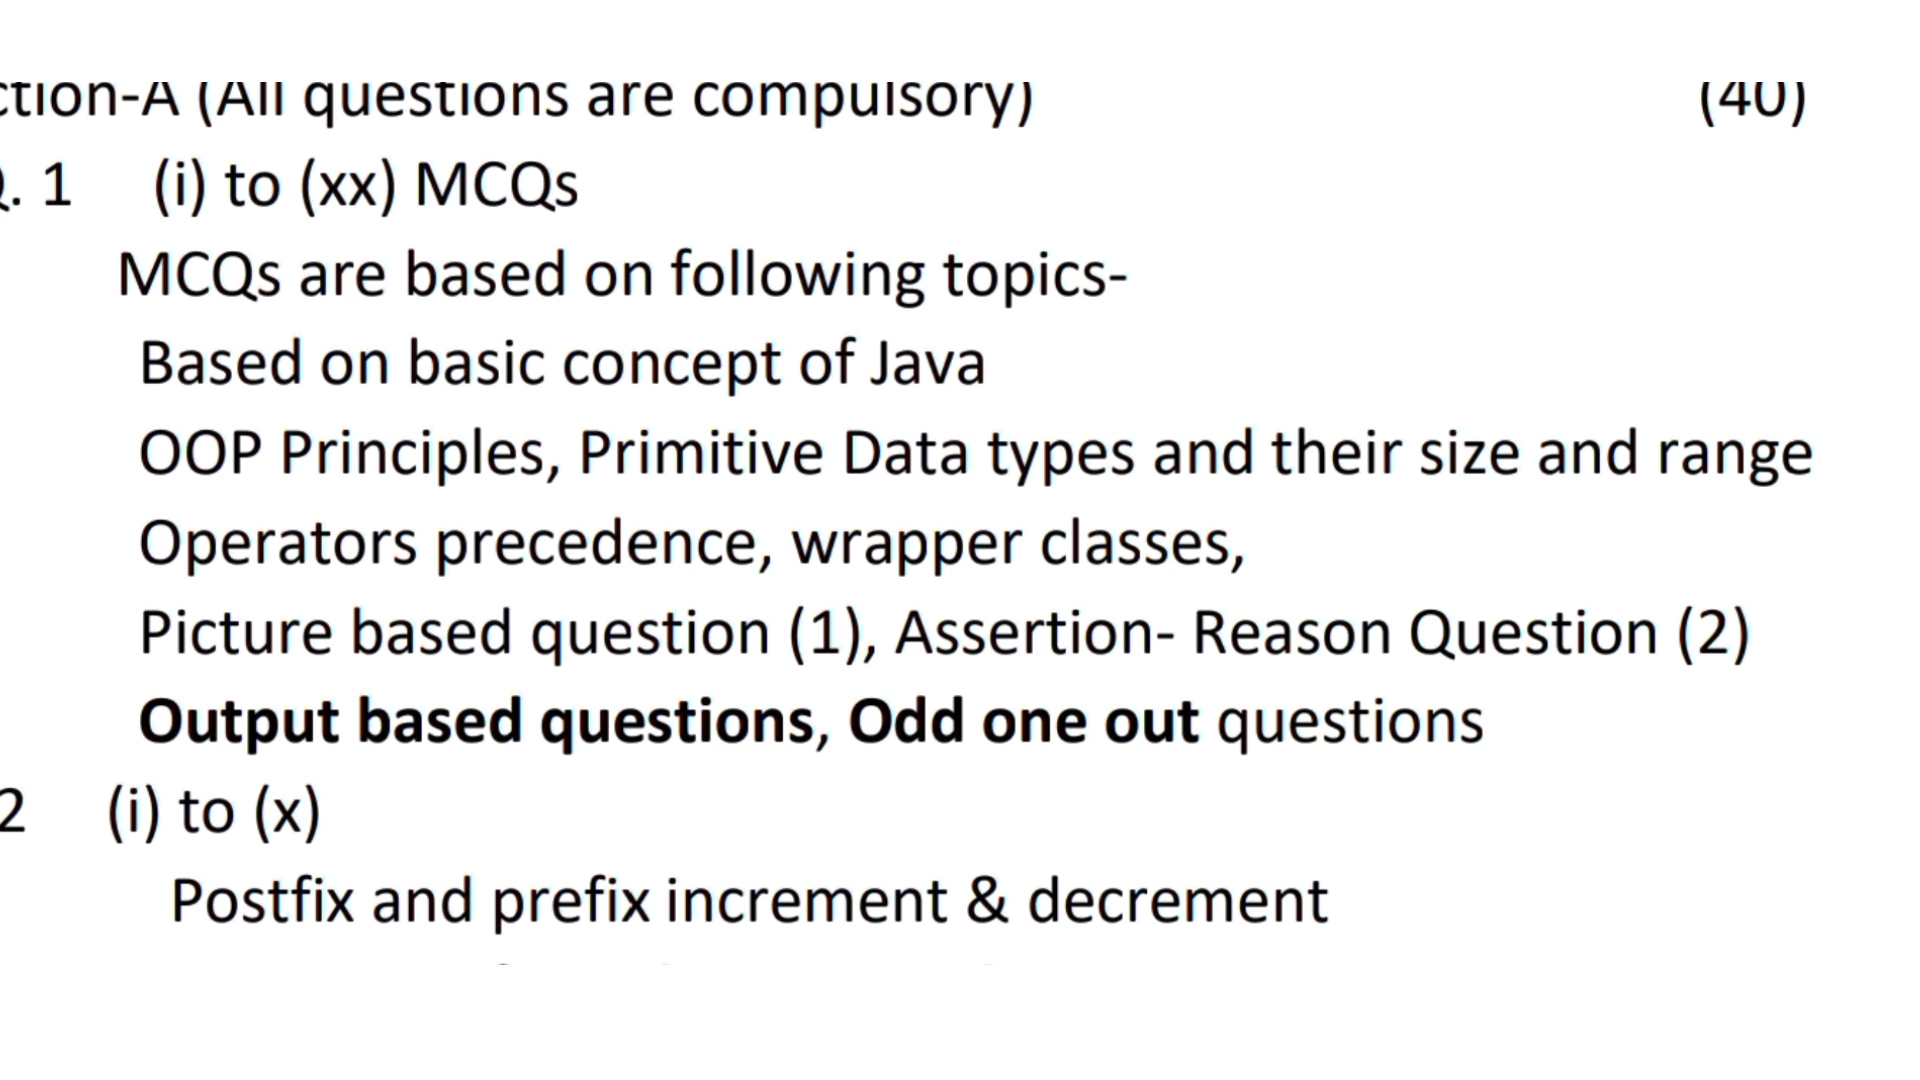 ction-A (All questions are compulsory) (40)
Q. 1 (i) to (xx) MCQs
MCQs are based on following topics-
Based on basic concept of Java
OOP Principles, Primitive Data types and their size and range
Operators precedence, wrapper classes,
Picture based question (1), Assertion- Reason Question (2)
Output based questions, Odd one out questions
2 (i) to (x)
Postfix and prefix increment & decrement